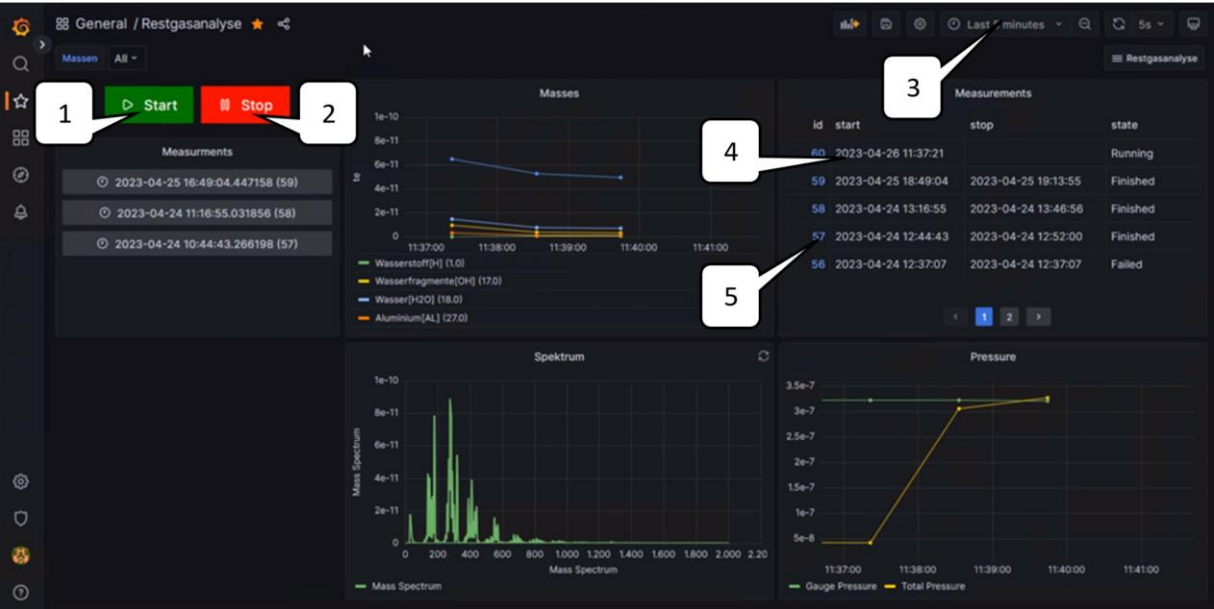 General / Restgasanalyse
Last minutes
5s
Massen All
Restgasanalyse
1
Start
Stop
2
3
4
5
Measurments
2023-04-25 16:49:04.447158 (59)
2023-04-24 11:16:55.031856 (58)
2023-04-24 10:44:43.266198 (57)
Masses
1e-10
8e-11
6e-11
4e-11
2e-11
0
te
11:37:00 11:38:00 11:39:00 11:40:00 11:41:00
Wasserstoff[H] (1.0)
Wasserfragmente[OH] (17.0)
Wasser[H2O] (18.0)
Aluminium[AL] (27.0)
Measurements
id start stop state
60 2023-04-26 11:37:21 Running
59 2023-04-25 18:49:04 2023-04-25 19:13:55 Finished
58 2023-04-24 13:16:55 2023-04-24 13:46:56 Finished
57 2023-04-24 12:44:43 2023-04-24 12:52:00 Finished
56 2023-04-24 12:37:07 2023-04-24 12:37:07 Failed
1 2
Spektrum
1e-10
8e-11
6e-11
4e-11
2e-11
0
Mass Spectrum
0 200 400 600 800 1.000 1.200 1.400 1.600 1.800 2.000 2.20
Mass Spectrum
Mass Spectrum
Pressure
3.5e-7
3e-7
2.5e-7
2e-7
1.5e-7
1e-7
5e-8
11:37:00 11:38:00 11:39:00 11:40:00 11:41:00
Gauge Pressure Total Pressure